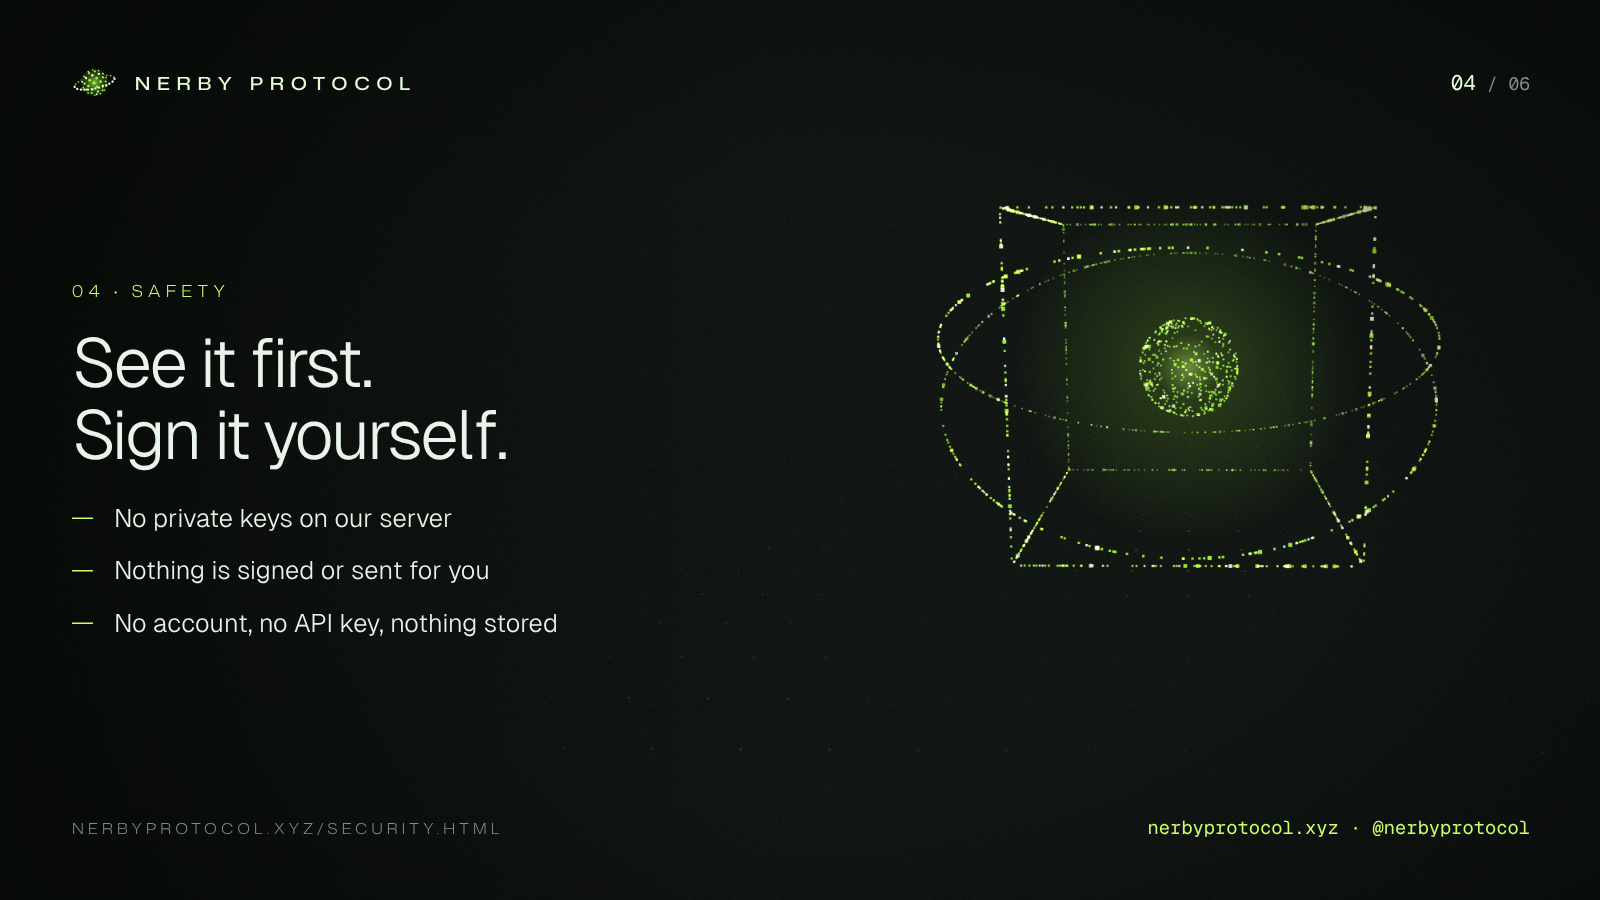 NERBY PROTOCOL
04 / 06
04 · SAFETY
See it first.
Sign it yourself.
— No private keys on our server
— Nothing is signed or sent for you
— No account, no API key, nothing stored
NERBYPROTOCOL.XYZ/SECURITY.HTML
nerbyprotocol.xyz · @nerbyprotocol